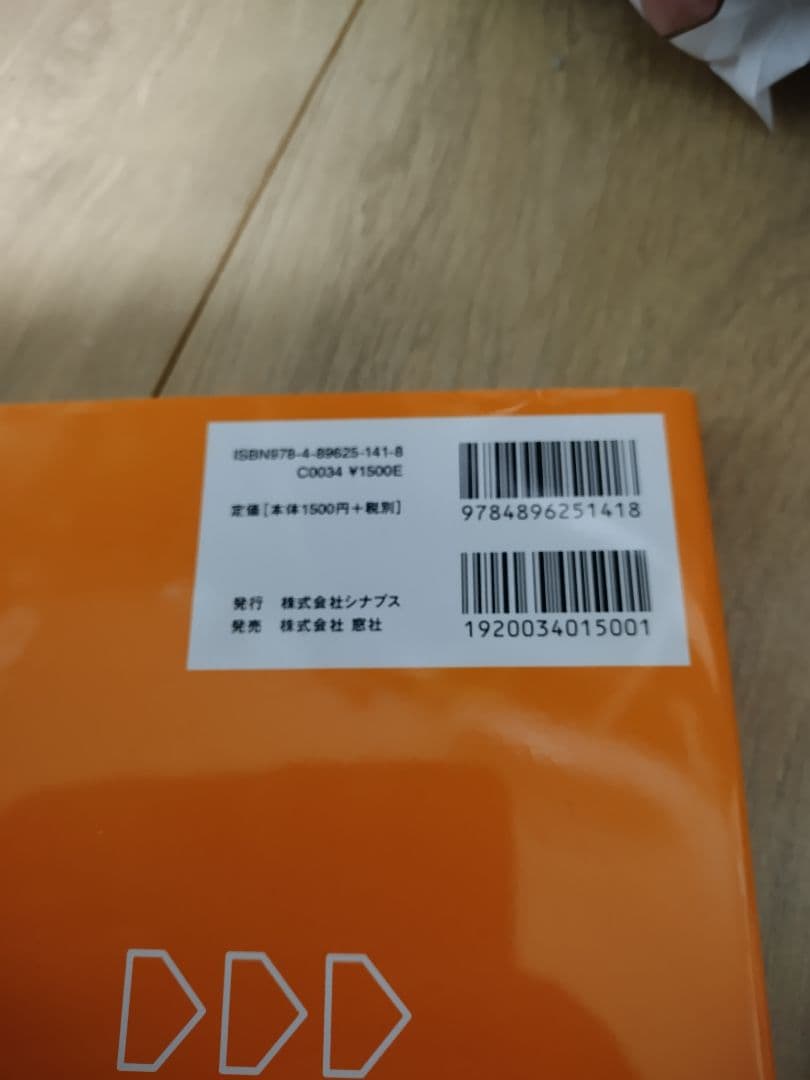 ISBN978-4-89625-141-8
C0034 ¥1500E
定価[本体1500円+税別]
発行 株式会社シナプス
発売 株式会社 窓社
9784896251418
1920034015001